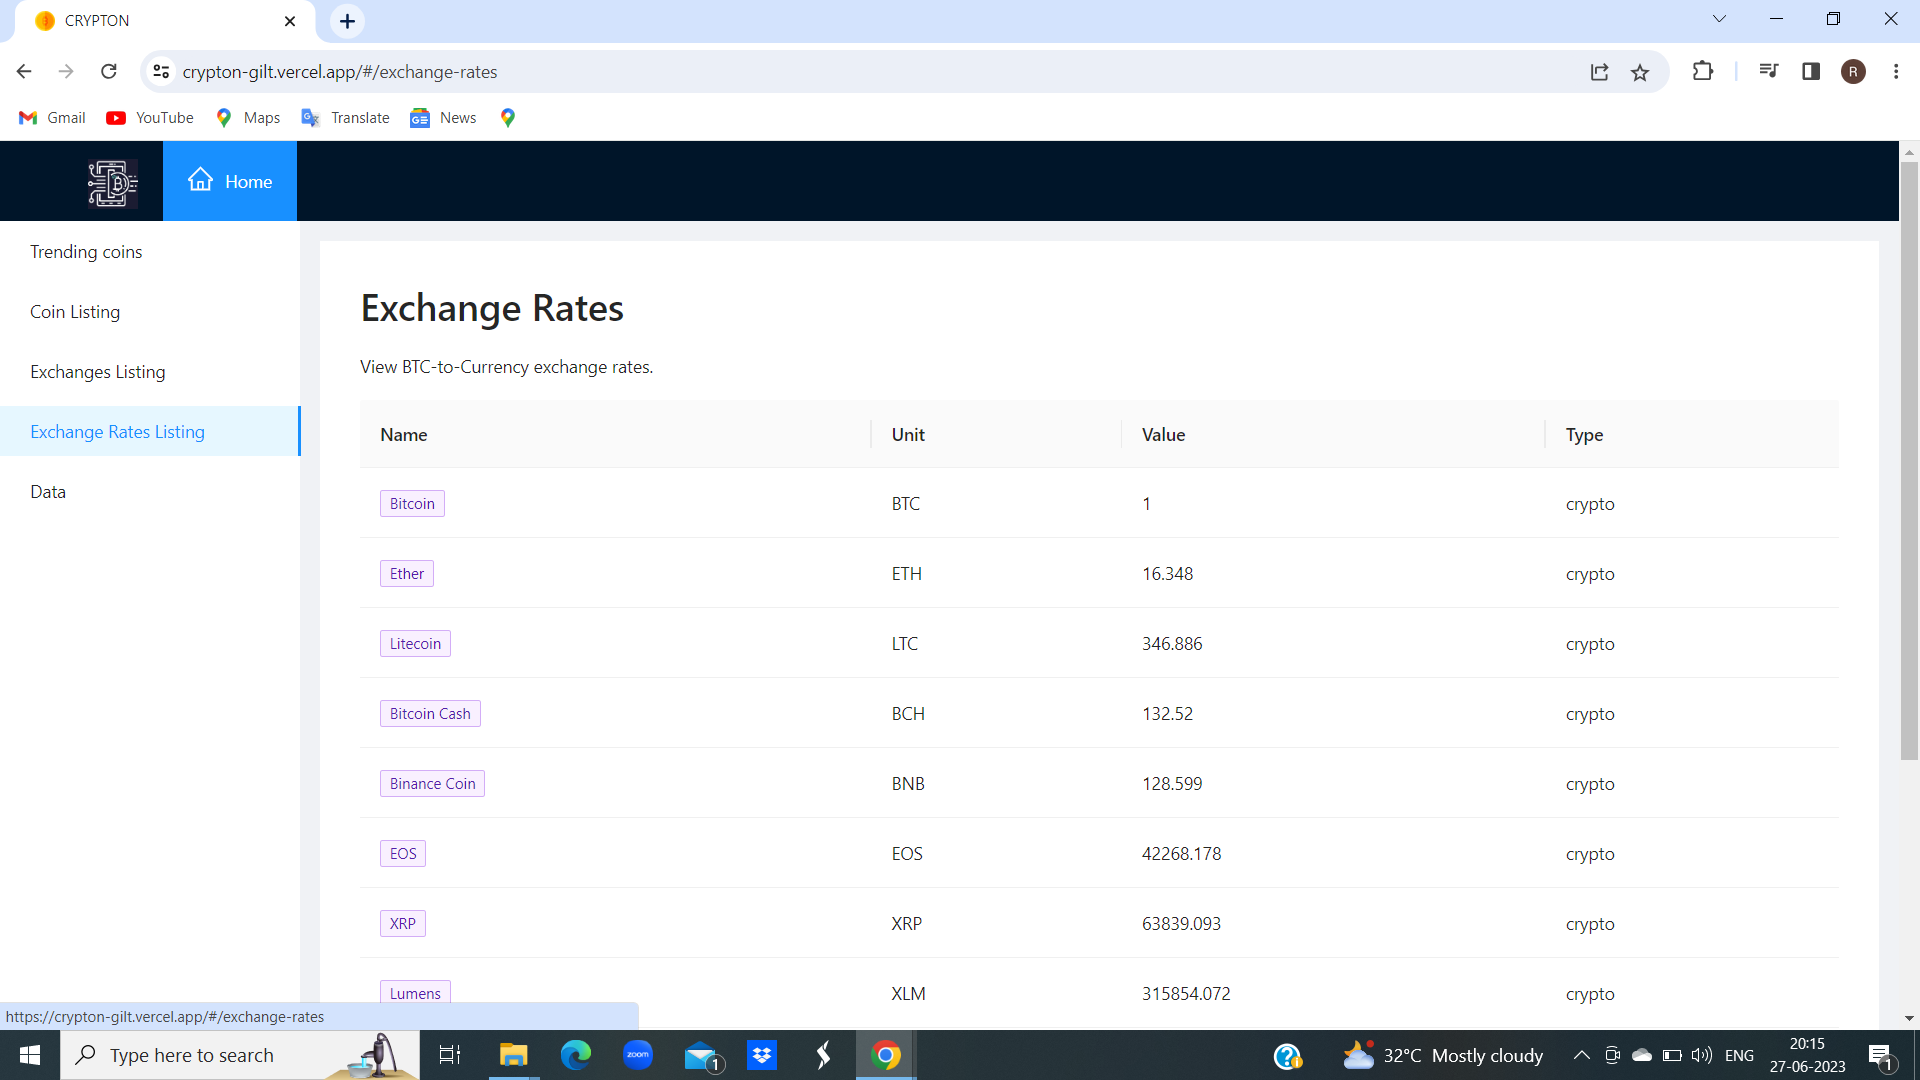 CRYPTON
crypton-gilt.vercel.app/#/exchange-rates
R
Gmail YouTube Maps Translate News
Home
Trending coins
Coin Listing
Exchanges Listing
Exchange Rates Listing
Data
Exchange Rates
View BTC-to-Currency exchange rates.
Name Unit Value Type
Bitcoin BTC 1 crypto
Ether ETH 16.348 crypto
Litecoin LTC 346.886 crypto
Bitcoin Cash BCH 132.52 crypto
Binance Coin BNB 128.599 crypto
EOS EOS 42268.178 crypto
XRP XRP 63839.093 crypto
Lumens XLM 315854.072 crypto
https://crypton-gilt.vercel.app/#/exchange-rates
Type here to search
zoom
1
32°C Mostly cloudy
ENG
20:15
27-06-2023
1